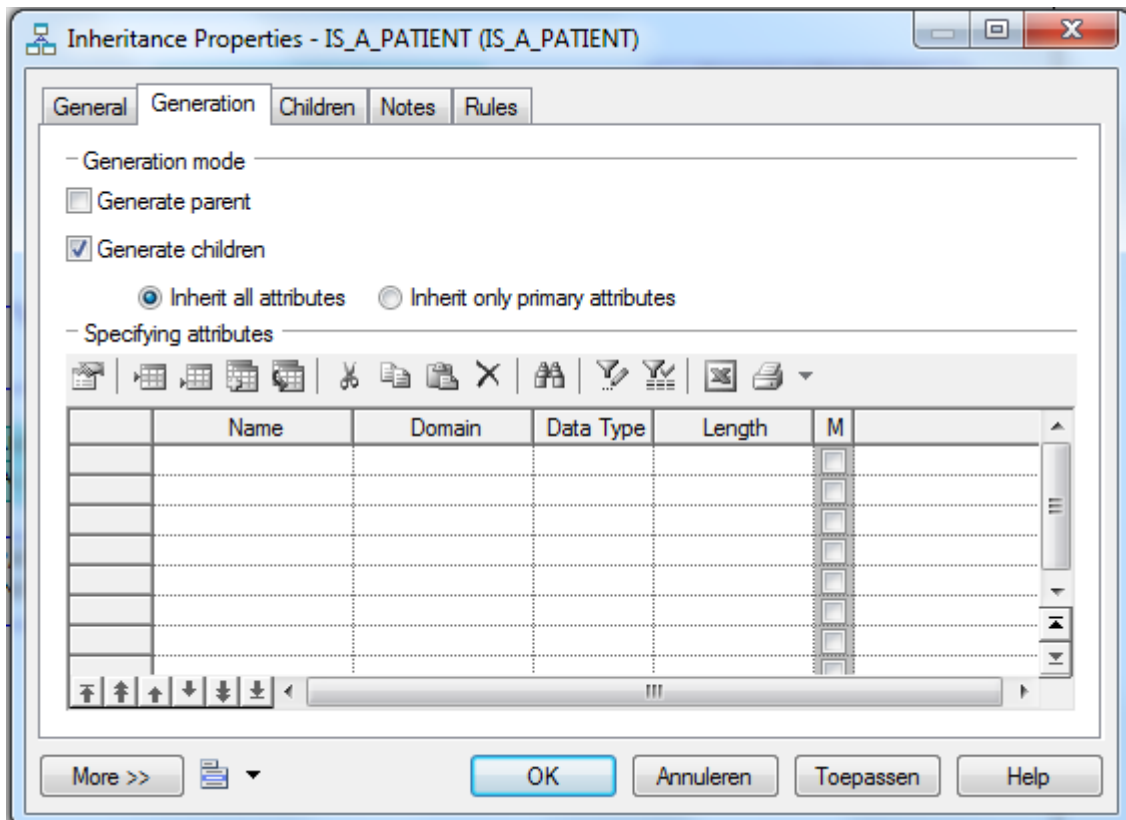 Inheritance Properties - IS_A_PATIENT (IS_A_PATIENT)
General Generation Children Notes Rules
Generation mode
Generate parent
Generate children
Inherit all attributes Inherit only primary attributes
Specifying attributes
Name Domain Data Type Length M
More >> OK Annuleren Toepassen Help